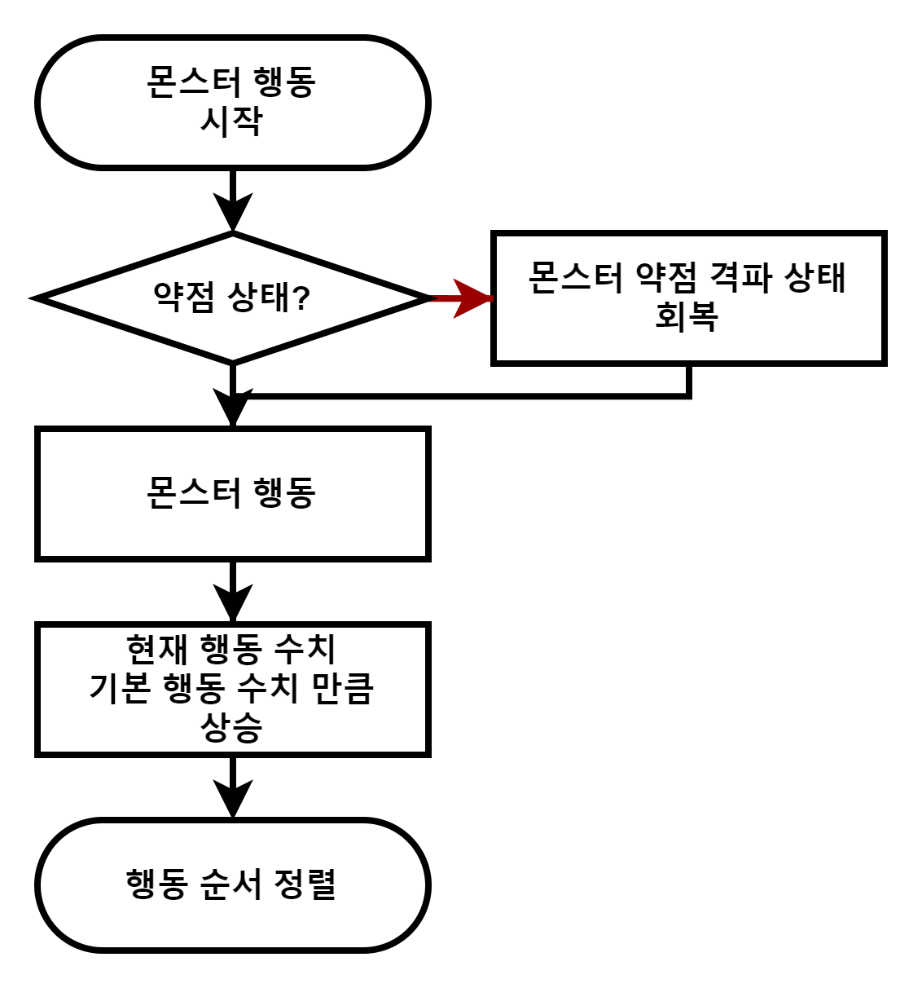 몬스터 행동
시작
약점 상태?
몬스터 약점 격파 상태
회복
몬스터 행동
현재 행동 수치
기본 행동 수치 만큼
상승
행동 순서 정렬